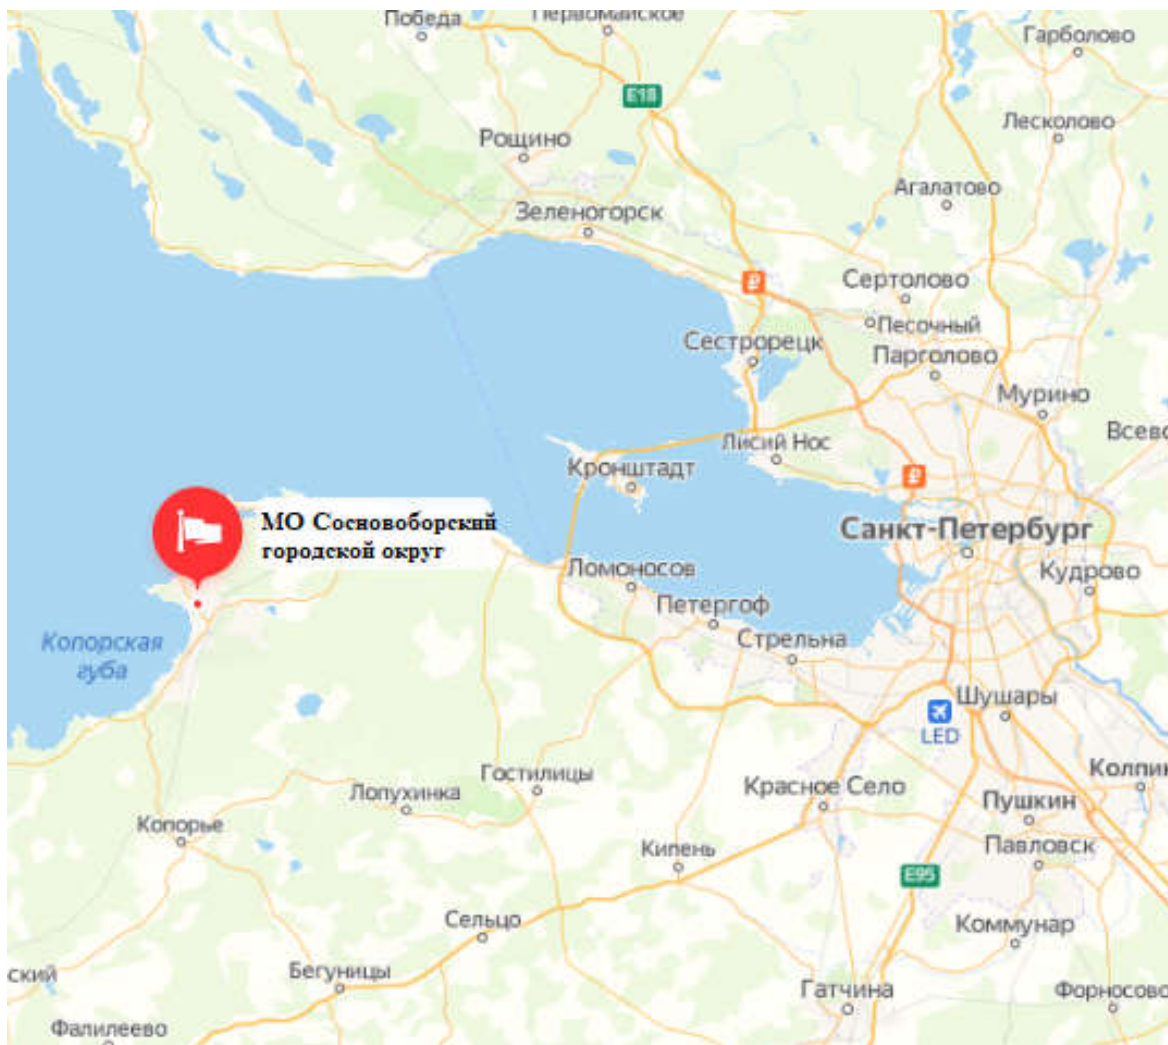 Победа
Первомайское
Гарболово
E18
Лесколово
Рощино
Агалатово
Зеленогорск
Сертолово
Песочный
Сестрорецк
Парголово
Мурино
Всево
Лисий Нос
Кронштадт
МО Сосновоборский
городской округ
Санкт-Петербург
Ломоносов
Кудрово
Петергоф
Копорская
губа
Стрельна
Шушары
LED
Гостилицы
Колпин
Лопухинка
Красное Село
Пушкин
Копорье
Кипень
Павловск
E95
Сельцо
Коммунар
ский
Бегуницы
Гатчина
Форносово
Фалилеево